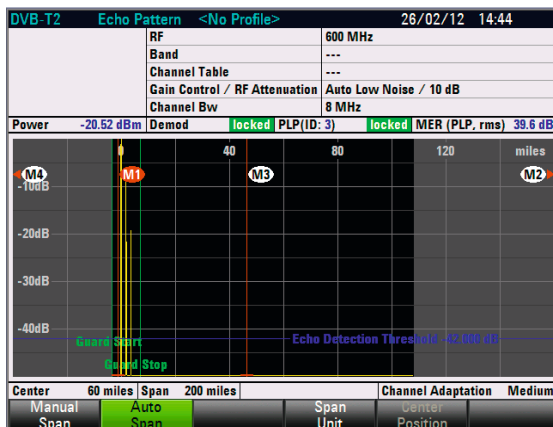 DVB-T2 Echo Pattern <No Profile> 26/02/12 14:44
RF 600 MHz
Band ---
Channel Table ---
Gain Control / RF Attenuation Auto Low Noise / 10 dB
Channel Bw 8 MHz
Power -20.52 dBm Demod locked PLP(ID: 3) locked MER (PLP, rms) 39.6 dB
0 40 80 120 miles
M4 M1 M3 M2
-10dB
-20dB
-30dB
-40dB
Guard Start Echo Detection Threshold -42.000 dB
Guard Stop
Center 60 miles Span 200 miles Channel Adaptation Medium
Manual Auto Span Center
Span Span Unit Position